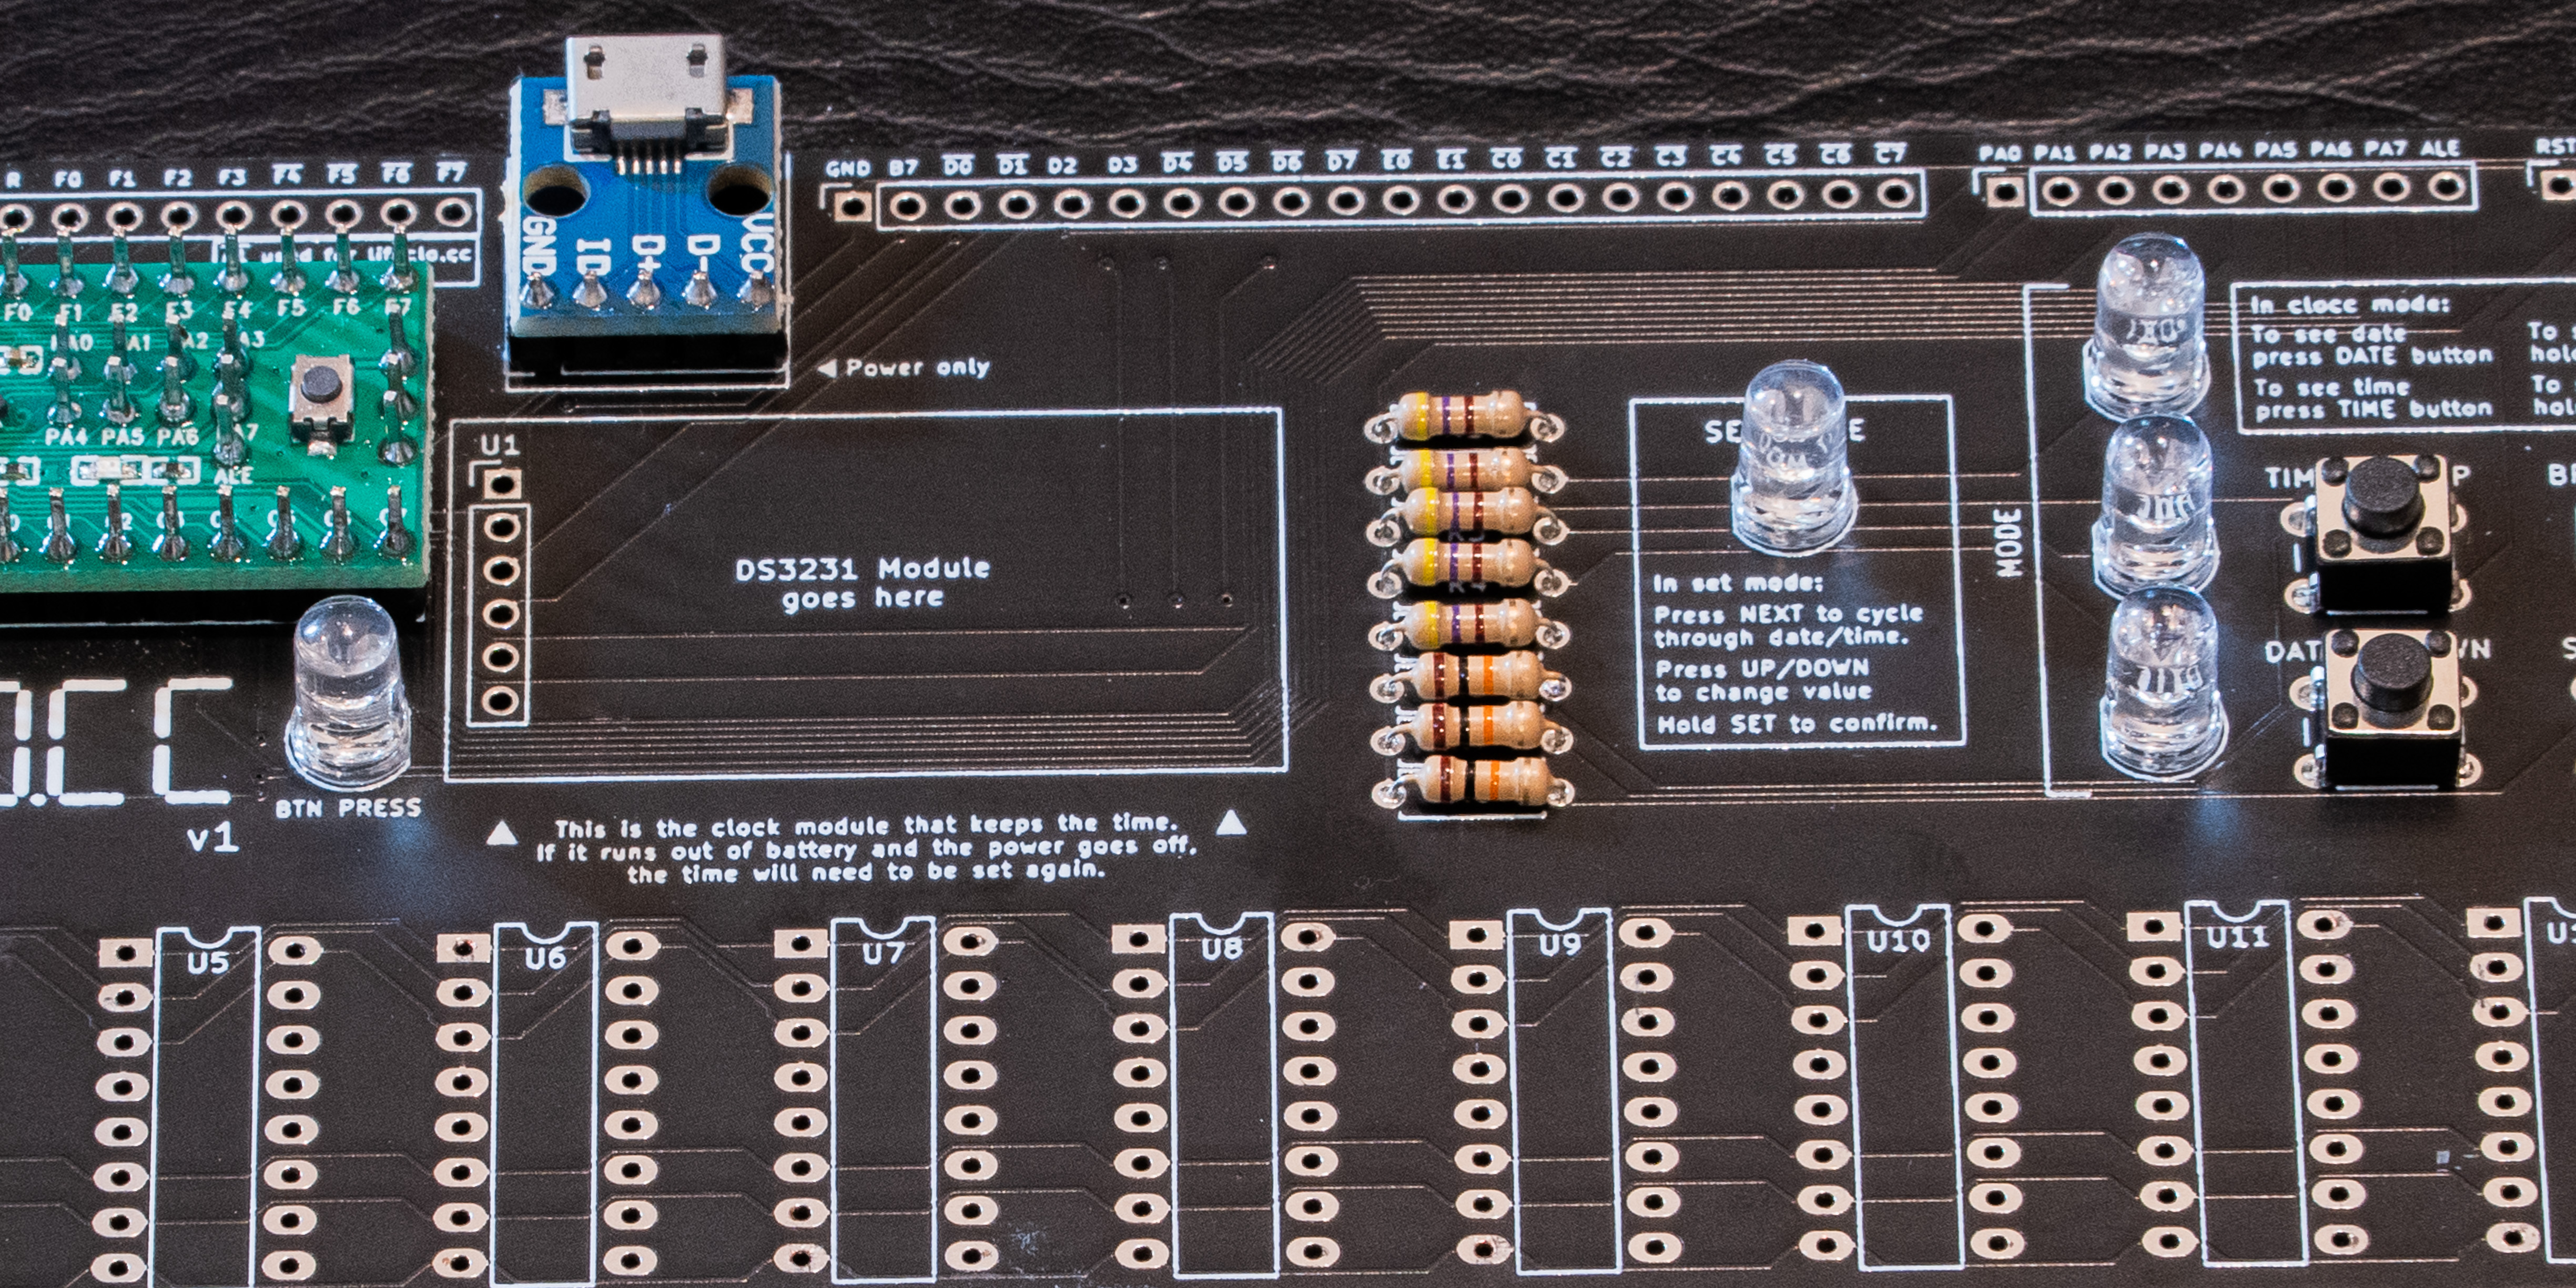 R F0 F1 F2 F3 F4 F5 F6 F7
GND B7 D0 D1 D2 D3 D4 D5 D6 D7 E0 E1 C0 C1 C2 C3 C4 C5 C6 C7
PA0 PA1 PA2 PA3 PA4 PA5 PA6 PA7 ALE
RST
used for
GND ID D+ D- VCC
F0 F1 E2 E3 E4 F5 F6 F7
PA4 PA5 PA6
ALE
◀ Power only
U1
DS3231 Module
goes here
.CC
v1
BTN PRESS
▲ This is the clock module that keeps the time. ▲
If it runs out of battery and the power goes off,
the time will need to be set again.
In set mode:
Press NEXT to cycle
through date/time.
Press UP/DOWN
to change value
Hold SET to confirm.
MODE
In clocc mode:
To see date
press DATE button
To see time
press TIME button
To
To
U5 U6 U7 U8 U9 U10 U11